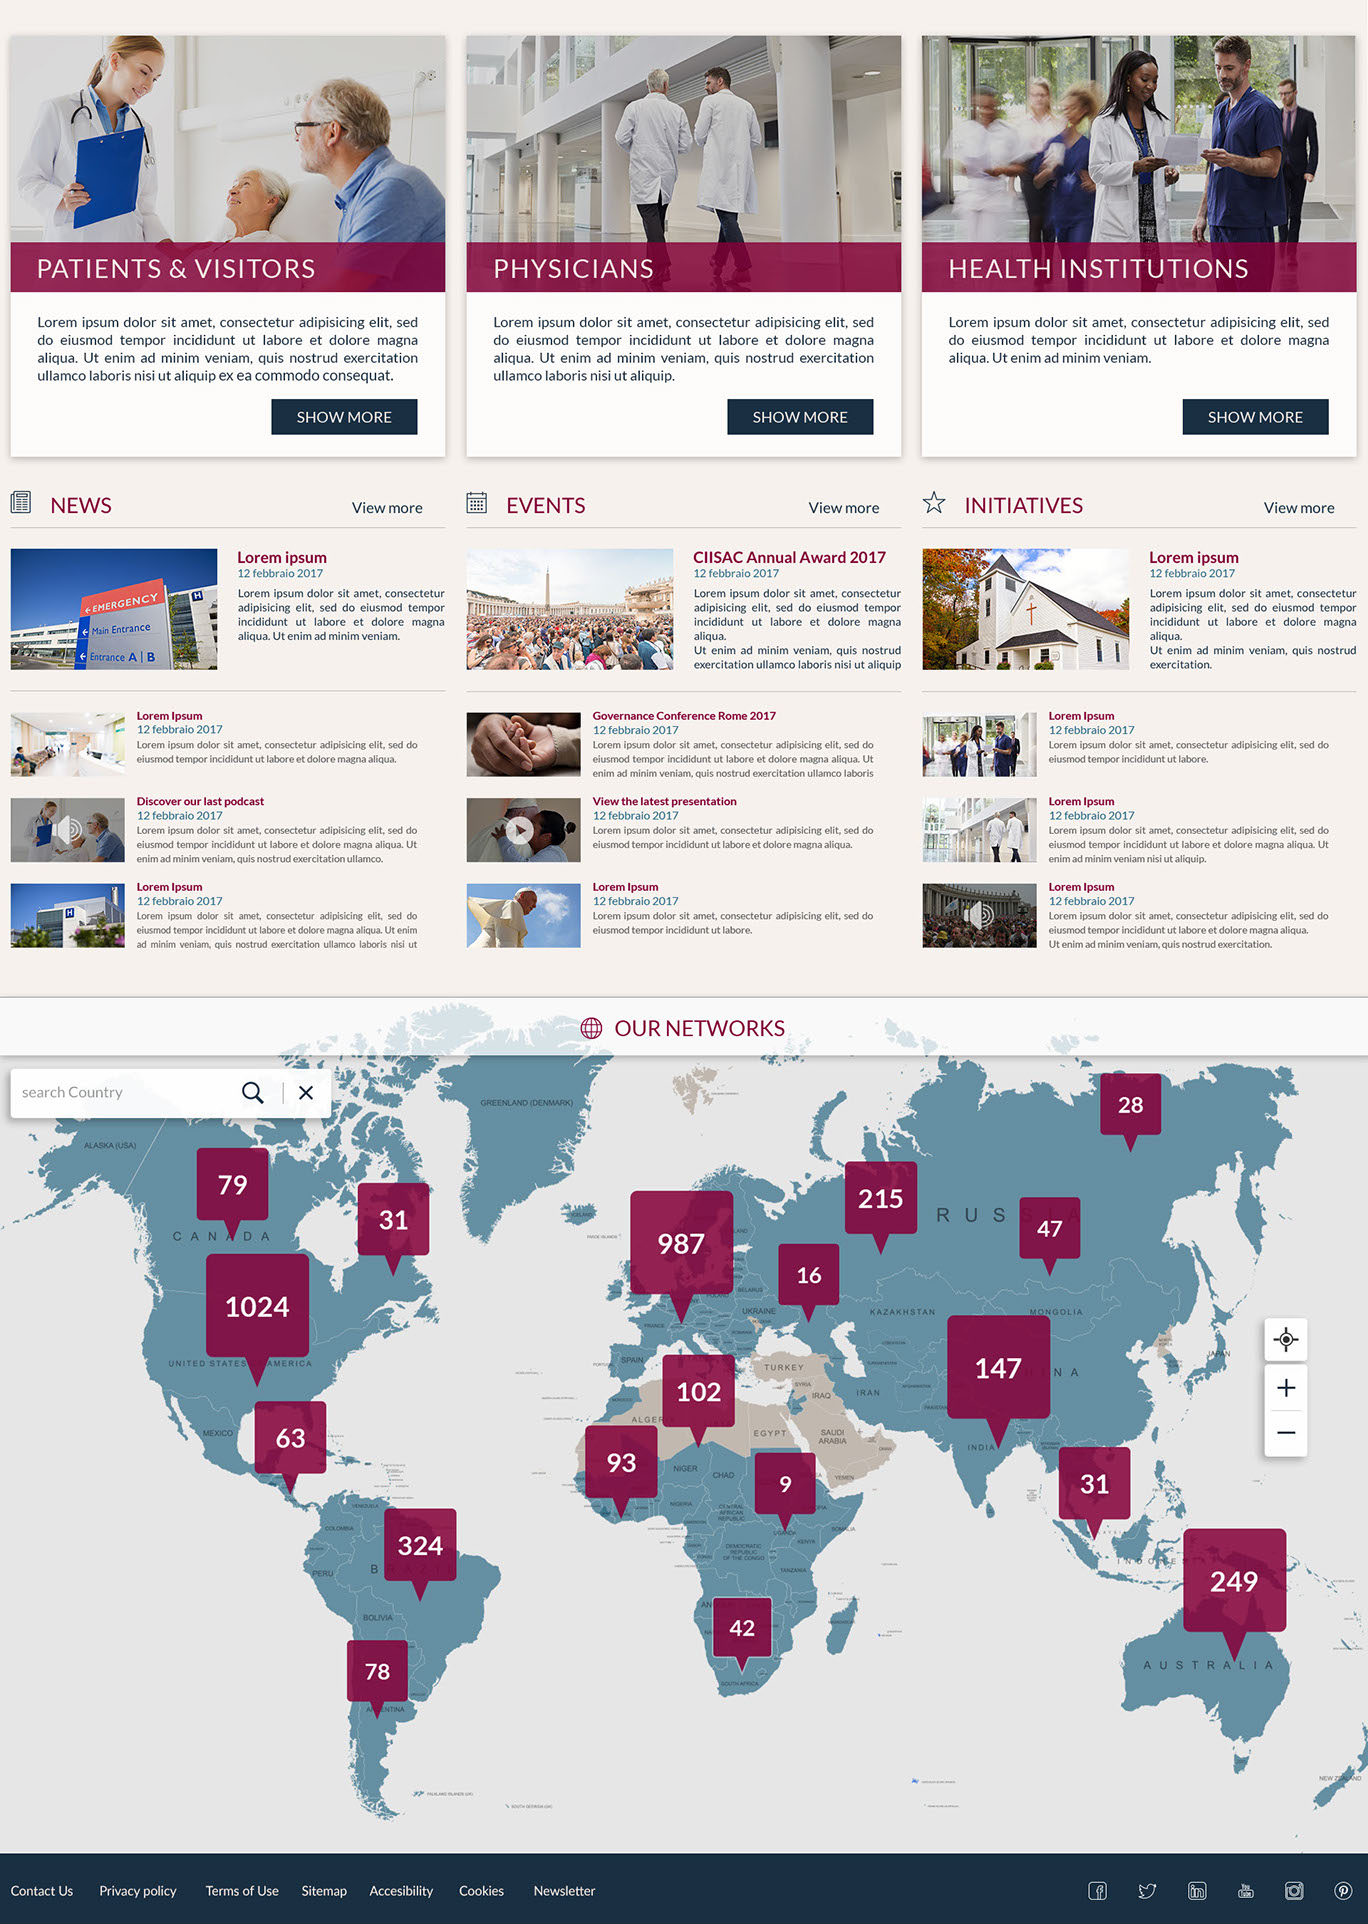 PATIENTS & VISITORS
Lorem ipsum dolor sit amet, consectetur adipisicing elit, sed
do eiusmod tempor incididunt ut labore et dolore magna
aliqua. Ut enim ad minim veniam, quis nostrud exercitation
ullamco laboris nisi ut aliquip ex ea commodo consequat.
SHOW MORE
PHYSICIANS
Lorem ipsum dolor sit amet, consectetur adipisicing elit, sed
do eiusmod tempor incididunt ut labore et dolore magna
aliqua. Ut enim ad minim veniam, quis nostrud exercitation
ullamco laboris nisi ut aliquip.
SHOW MORE
HEALTH INSTITUTIONS
Lorem ipsum dolor sit amet, consectetur adipisicing elit, sed
do eiusmod tempor incididunt ut labore et dolore magna
aliqua. Ut enim ad minim veniam.
SHOW MORE
NEWS
View more
EMERGENCY
H
Main Entrance
Entrance A | B
Lorem ipsum
12 febbraio 2017
Lorem ipsum dolor sit amet, consectetur
adipisicing elit, sed do eiusmod tempor
incididunt ut labore et dolore magna
aliqua. Ut enim ad minim veniam.
Lorem Ipsum
12 febbraio 2017
Lorem ipsum dolor sit amet, consectetur adipisicing elit, sed do
eiusmod tempor incididunt ut labore et dolore magna aliqua.
Discover our last podcast
12 febbraio 2017
Lorem ipsum dolor sit amet, consectetur adipisicing elit, sed do
eiusmod tempor incididunt ut labore et dolore magna aliqua. Ut
enim ad minim veniam, quis nostrud exercitation ullamco.
H
Lorem Ipsum
12 febbraio 2017
Lorem ipsum dolor sit amet, consectetur adipisicing elit, sed do
eiusmod tempor incididunt ut labore et dolore magna aliqua. Ut enim
ad minim veniam, quis nostrud exercitation ullamco laboris nisi ut
EVENTS
View more
CIISAC Annual Award 2017
12 febbraio 2017
Lorem ipsum dolor sit amet, consectetur
adipisicing elit, sed do eiusmod tempor
incididunt ut labore et dolore magna
aliqua.
Ut enim ad minim veniam, quis nostrud
exercitation ullamco laboris nisi ut aliquip
Governance Conference Rome 2017
12 febbraio 2017
Lorem ipsum dolor sit amet, consectetur adipisicing elit, sed do
eiusmod tempor incididunt ut labore et dolore magna aliqua. Ut
enim ad minim veniam, quis nostrud exercitation ullamco laboris
View the latest presentation
12 febbraio 2017
Lorem ipsum dolor sit amet, consectetur adipisicing elit, sed do
eiusmod tempor incididunt ut labore et dolore magna aliqua.
Lorem Ipsum
12 febbraio 2017
Lorem ipsum dolor sit amet, consectetur adipisicing elit, sed do
eiusmod tempor incididunt ut labore.
INITIATIVES
View more
Lorem ipsum
12 febbraio 2017
Lorem ipsum dolor sit amet, consectetur
adipisicing elit, sed do eiusmod tempor
incididunt ut labore et dolore magna
aliqua.
Ut enim ad minim veniam, quis nostrud
exercitation.
Lorem Ipsum
12 febbraio 2017
Lorem ipsum dolor sit amet, consectetur adipisicing elit, sed do
eiusmod tempor incididunt ut labore.
Lorem Ipsum
12 febbraio 2017
Lorem ipsum dolor sit amet, consectetur adipisicing elit, sed do
eiusmod tempor incididunt ut labore et dolore magna aliqua. Ut
enim ad minim veniam nisi ut aliquip.
Lorem Ipsum
12 febbraio 2017
Lorem ipsum dolor sit amet, consectetur adipisicing elit, sed do
eiusmod tempor incididunt ut labore et dolore magna aliqua.
Ut enim ad minim veniam, quis nostrud exercitation.
OUR NETWORKS
search Country
GREENLAND (DENMARK)
28
ALASKA (USA)
79
31
CANADA
987
215
RUSSIA
47
16
1024
BELARUS
UKRAINE
KAZAKHSTAN
MONGOLIA
FRANCE
UNITED STATES AMERICA
SPAIN
TURKEY
147
CHINA
JAPAN
102
SYRIA
IRAQ
IRAN
63
MEXICO
ALGER
EGYPT
SAUDI
ARABIA
INDIA
93
NIGER
CHAD
9
YEMEN
31
VENEZUELA
COLOMBIA
324
NIGERIA
CENTRAL
AFRICAN
REPUBLIC
SOMALIA
UGANDA
KENYA
DEMOCRATIC
REPUBLIC
OF THE CONGO
TANZANIA
PERU
BRAZIL
INDONES
249
BOLIVIA
42
78
AUSTRALIA
SOUTH AFRICA
ARGENTINA
NEW ZEALAND
FALKLAND ISLANDS (UK)
SOUTH GEORGIA (UK)
Contact Us
Privacy policy
Terms of Use
Sitemap
Accesibility
Cookies
Newsletter
You
Tube